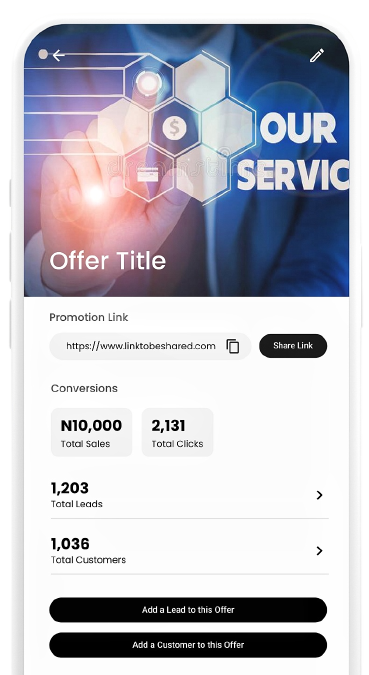 OUR
SERVIC
Offer Title
Promotion Link
https://www.linktobeshared.com
Share Link
Conversions
N10,000
Total Sales
2,131
Total Clicks
1,203
Total Leads
1,036
Total Customers
Add a Lead to this Offer
Add a Customer to this Offer